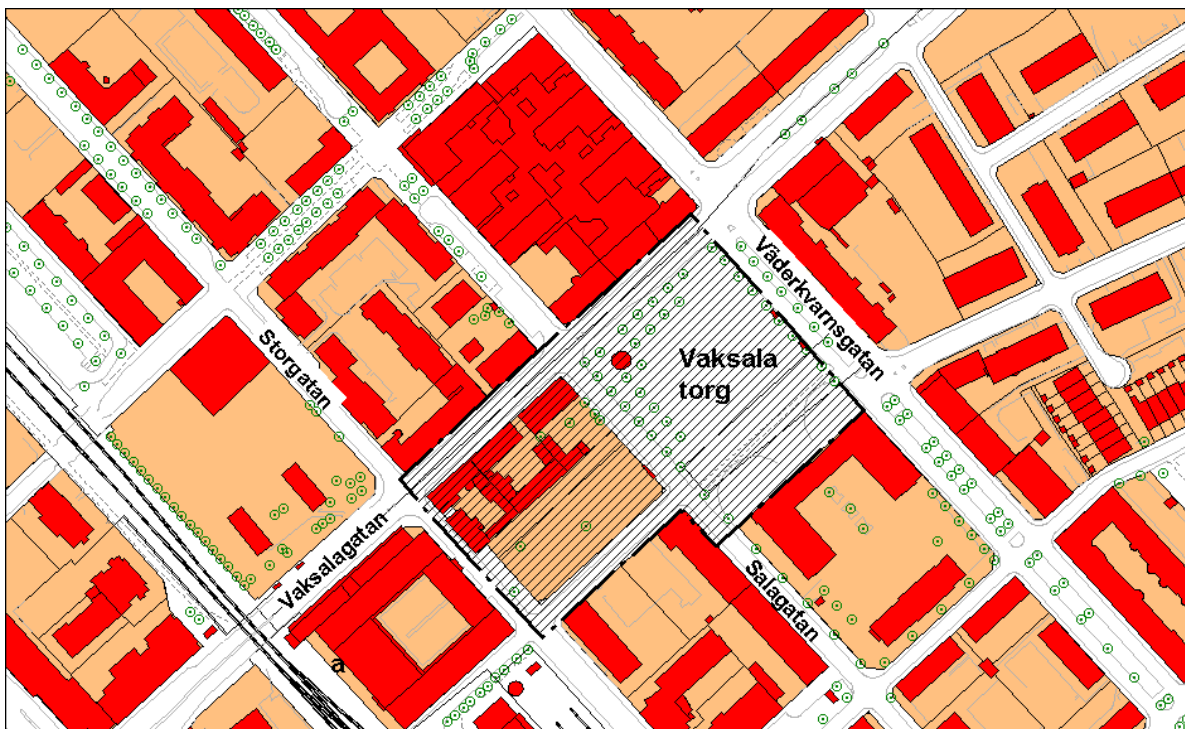 Väderkvarnsgatan
Storgatan
Vaksala
torg
Vaksalagatan
Salagatan
a